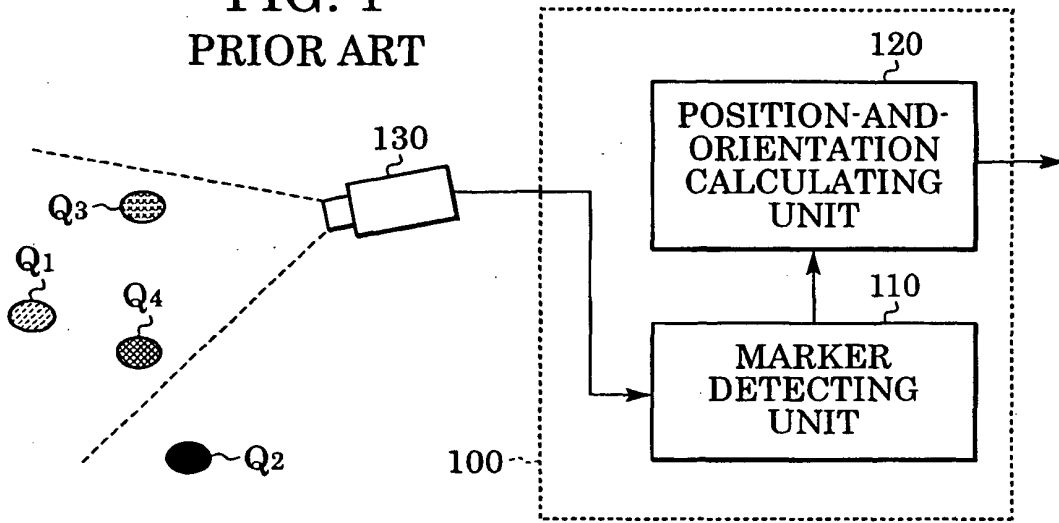 FIG. 1
PRIOR ART
130
Q3
Q1
Q4
Q2
100
120
POSITION-AND-
ORIENTATION
CALCULATING
UNIT
110
MARKER
DETECTING
UNIT